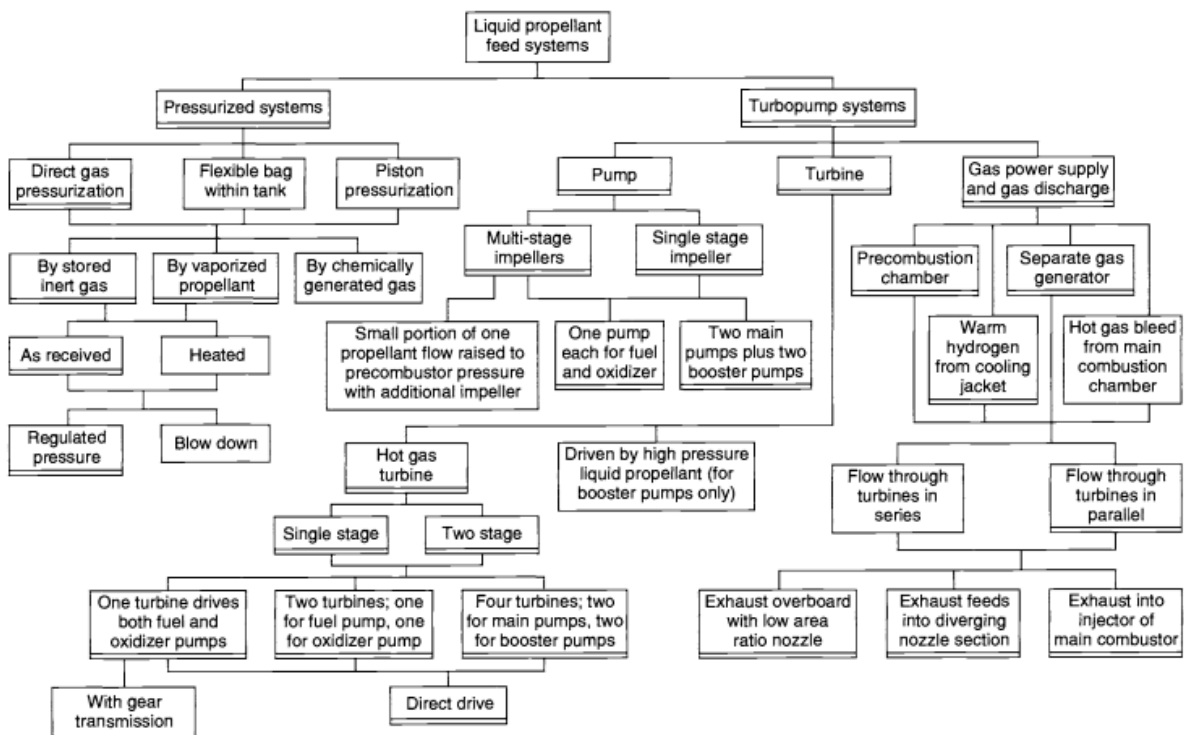 Liquid propellant
feed systems
Pressurized systems
Turbopump systems
Direct gas
pressurization
Flexible bag
within tank
Piston
pressurization
Pump
Turbine
Gas power supply
and gas discharge
By stored
inert gas
By vaporized
propellant
By chemically
generated gas
Multi-stage
impellers
Single stage
impeller
Precombustion
chamber
Separate gas
generator
As received
Heated
Small portion of one
propellant flow raised to
precombustor pressure
with additional impeller
One pump
each for fuel
and oxidizer
Two main
pumps plus two
booster pumps
Warm
hydrogen
from cooling
jacket
Hot gas bleed
from main
combustion
chamber
Regulated
pressure
Blow down
Hot gas
turbine
Driven by high pressure
liquid propellant (for
booster pumps only)
Flow through
turbines in
series
Flow through
turbines in
parallel
Single stage
Two stage
One turbine drives
both fuel and
oxidizer pumps
Two turbines; one
for fuel pump, one
for oxidizer pump
Four turbines; two
for main pumps, two
for booster pumps
Exhaust overboard
with low area
ratio nozzle
Exhaust feeds
into diverging
nozzle section
Exhaust into
injector of
main combustor
With gear
transmission
Direct drive